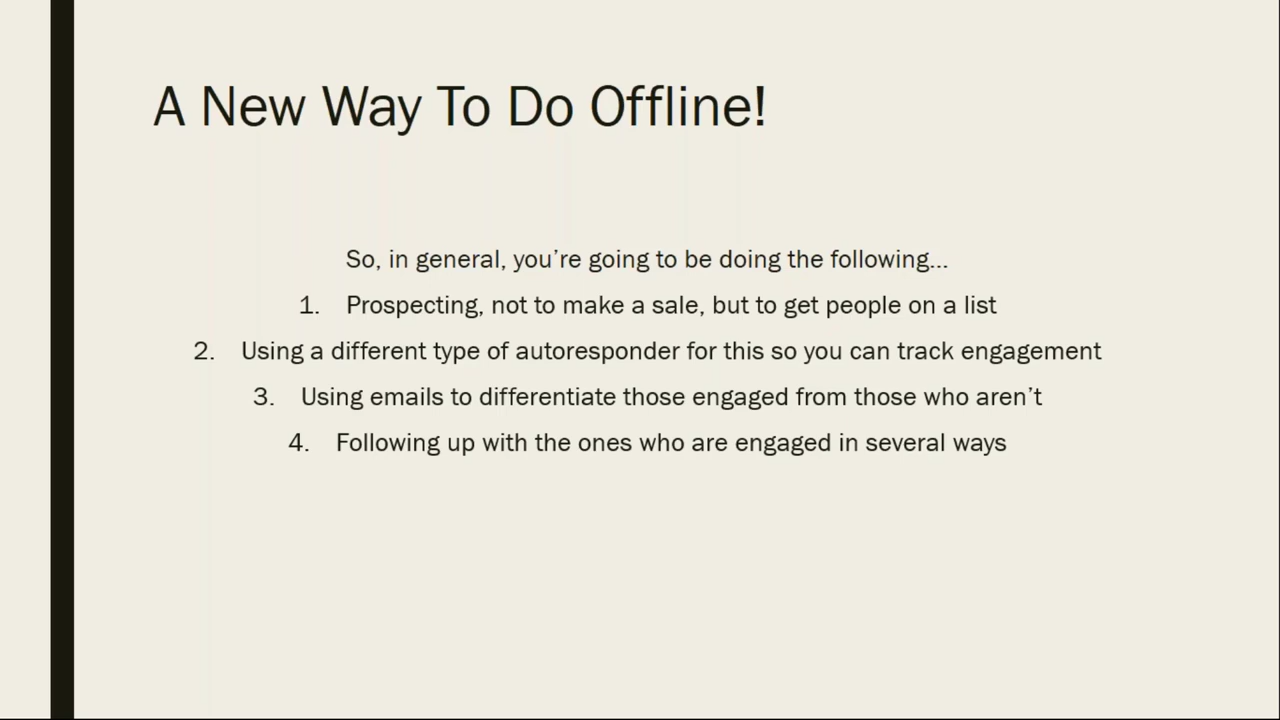 A New Way To Do Offline!
So, in general, you’re going to be doing the following…
1. Prospecting, not to make a sale, but to get people on a list
2. Using a different type of autoresponder for this so you can track engagement
3. Using emails to differentiate those engaged from those who aren’t
4. Following up with the ones who are engaged in several ways